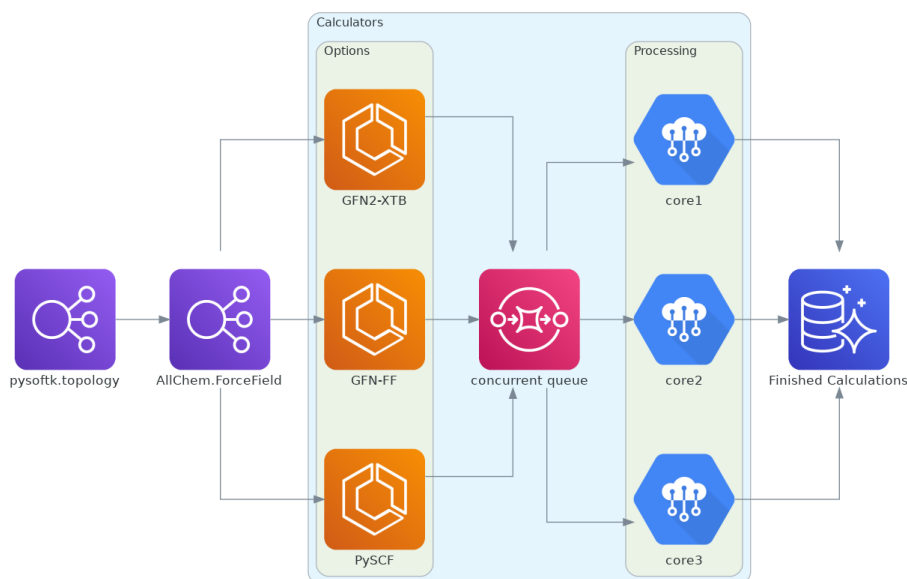 Calculators
Options
Processing
GFN2-XTB
core1
pysoftk.topology
AllChem.ForceField
GFN-FF
concurrent queue
core2
Finished Calculations
PySCF
core3